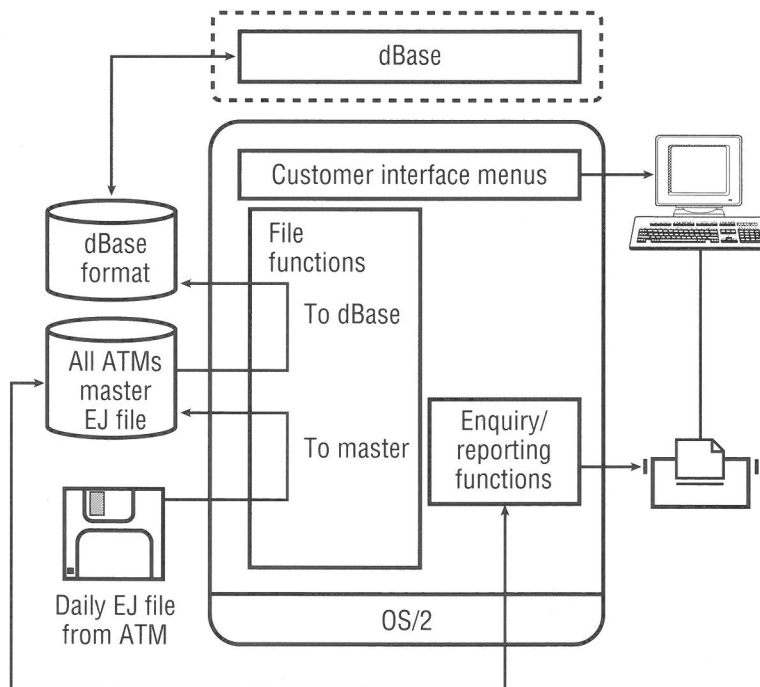 dBase
Customer interface menus
dBase
format
File
functions
To dBase
All ATMs
master
EJ file
To master
Enquiry/
reporting
functions
Daily EJ file
from ATM
OS/2